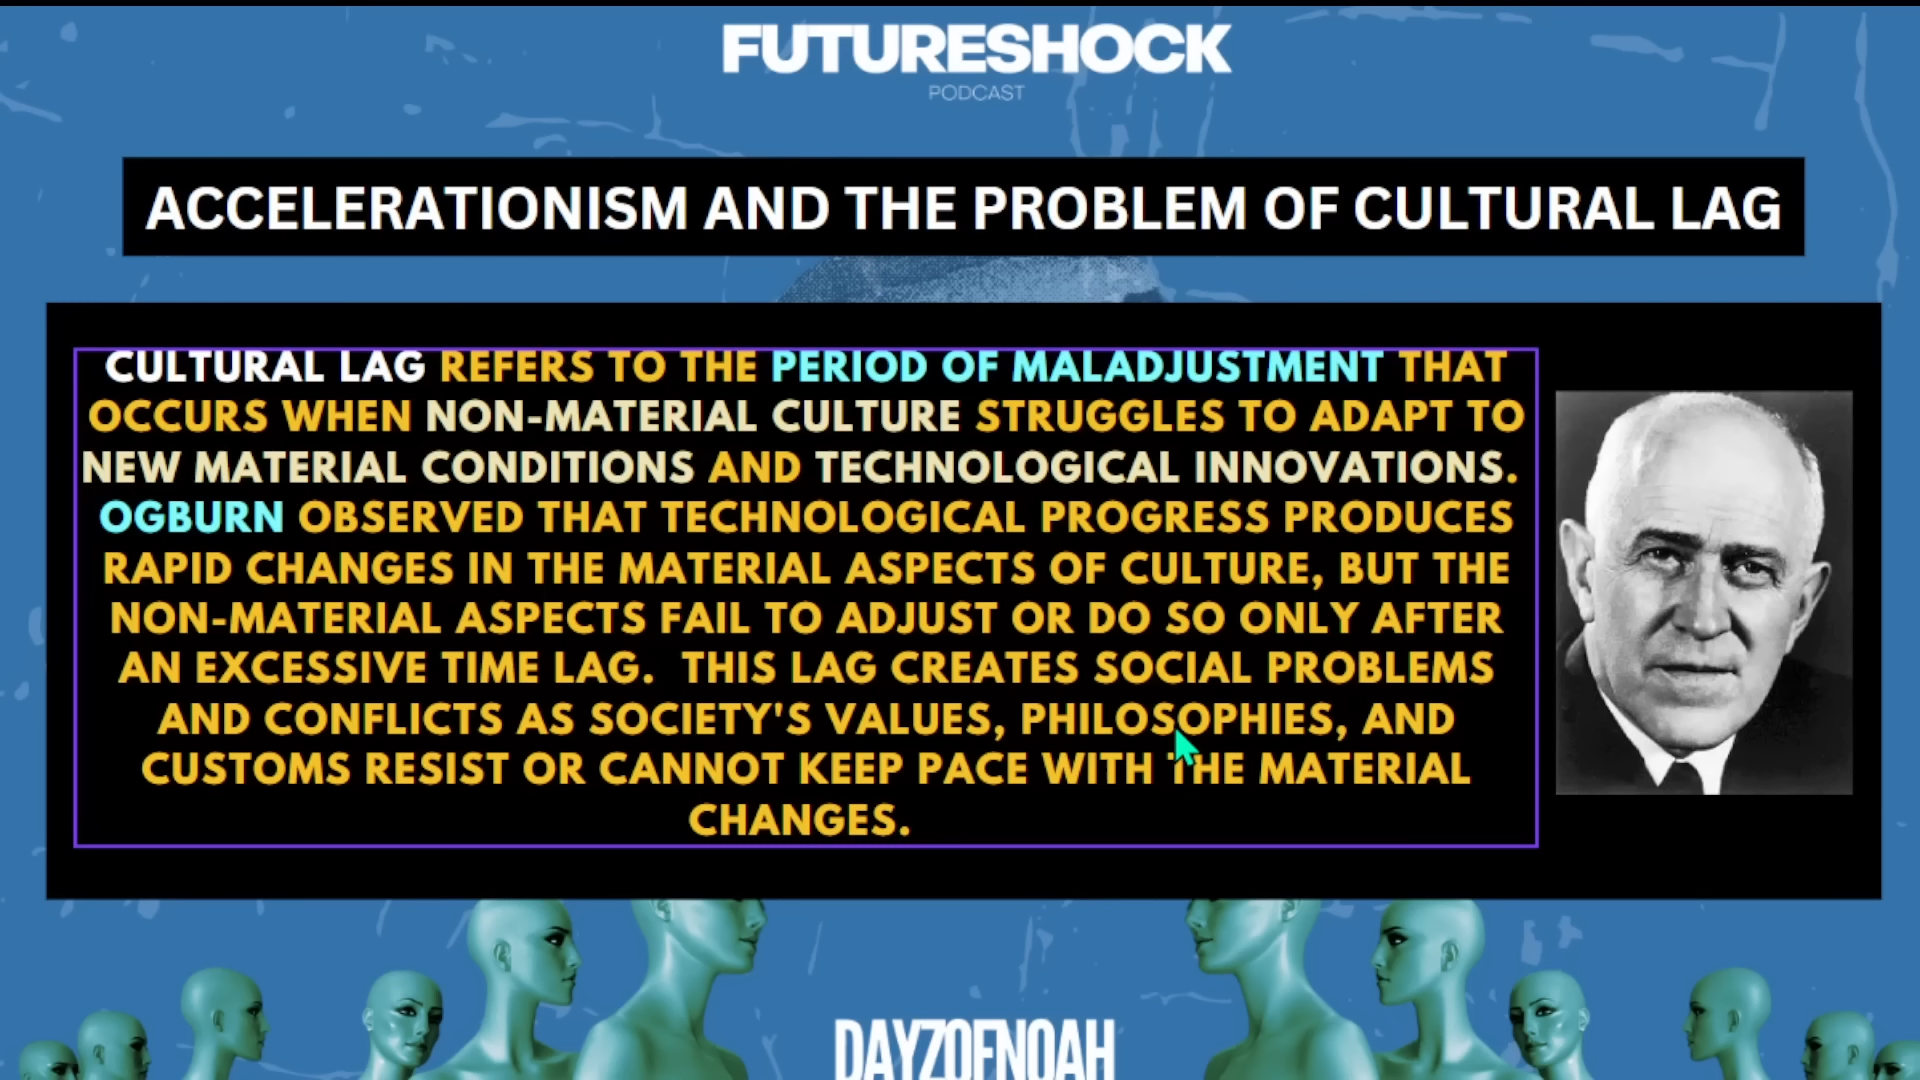 FUTURESHOCK
PODCAST
ACCELERATIONISM AND THE PROBLEM OF CULTURAL LAG
CULTURAL LAG REFERS TO THE PERIOD OF MALADJUSTMENT THAT
OCCURS WHEN NON-MATERIAL CULTURE STRUGGLES TO ADAPT TO
NEW MATERIAL CONDITIONS AND TECHNOLOGICAL INNOVATIONS.
OGBURN OBSERVED THAT TECHNOLOGICAL PROGRESS PRODUCES
RAPID CHANGES IN THE MATERIAL ASPECTS OF CULTURE, BUT THE
NON-MATERIAL ASPECTS FAIL TO ADJUST OR DO SO ONLY AFTER
AN EXCESSIVE TIME LAG. THIS LAG CREATES SOCIAL PROBLEMS
AND CONFLICTS AS SOCIETY'S VALUES, PHILOSOPHIES, AND
CUSTOMS RESIST OR CANNOT KEEP PACE WITH THE MATERIAL
CHANGES.
DAYZOFNOAH